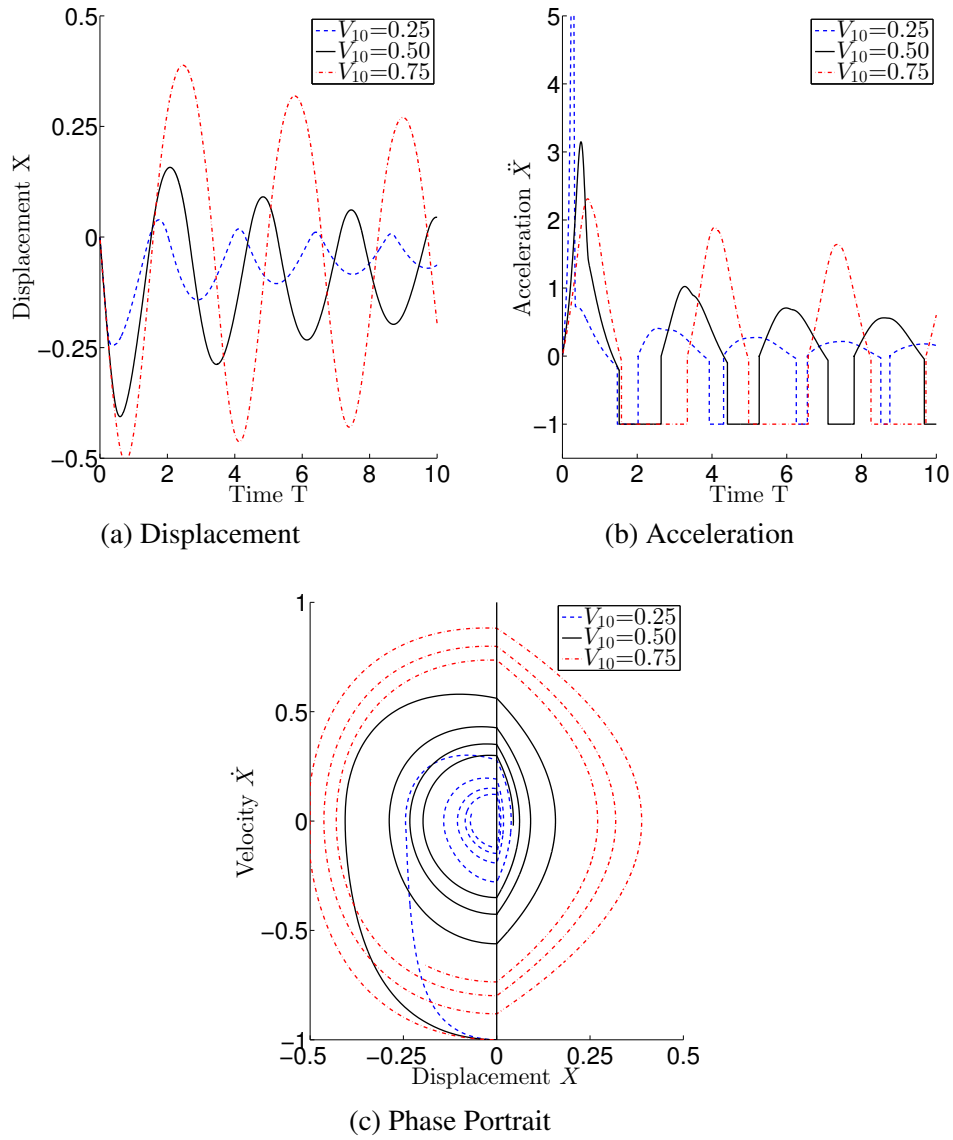 0.5
0.25
0
−0.25
−0.5
0 2 4 6 8 10
Displacement X
Time T
V₁₀=0.25
V₁₀=0.50
V₁₀=0.75
(a) Displacement
5
4
3
2
1
0
−1
0 2 4 6 8 10
Acceleration Ẍ
Time T
V₁₀=0.25
V₁₀=0.50
V₁₀=0.75
(b) Acceleration
1
0.5
0
−0.5
−1
−0.5 −0.25 0 0.25 0.5
Velocity Ẋ
Displacement X
V₁₀=0.25
V₁₀=0.50
V₁₀=0.75
(c) Phase Portrait